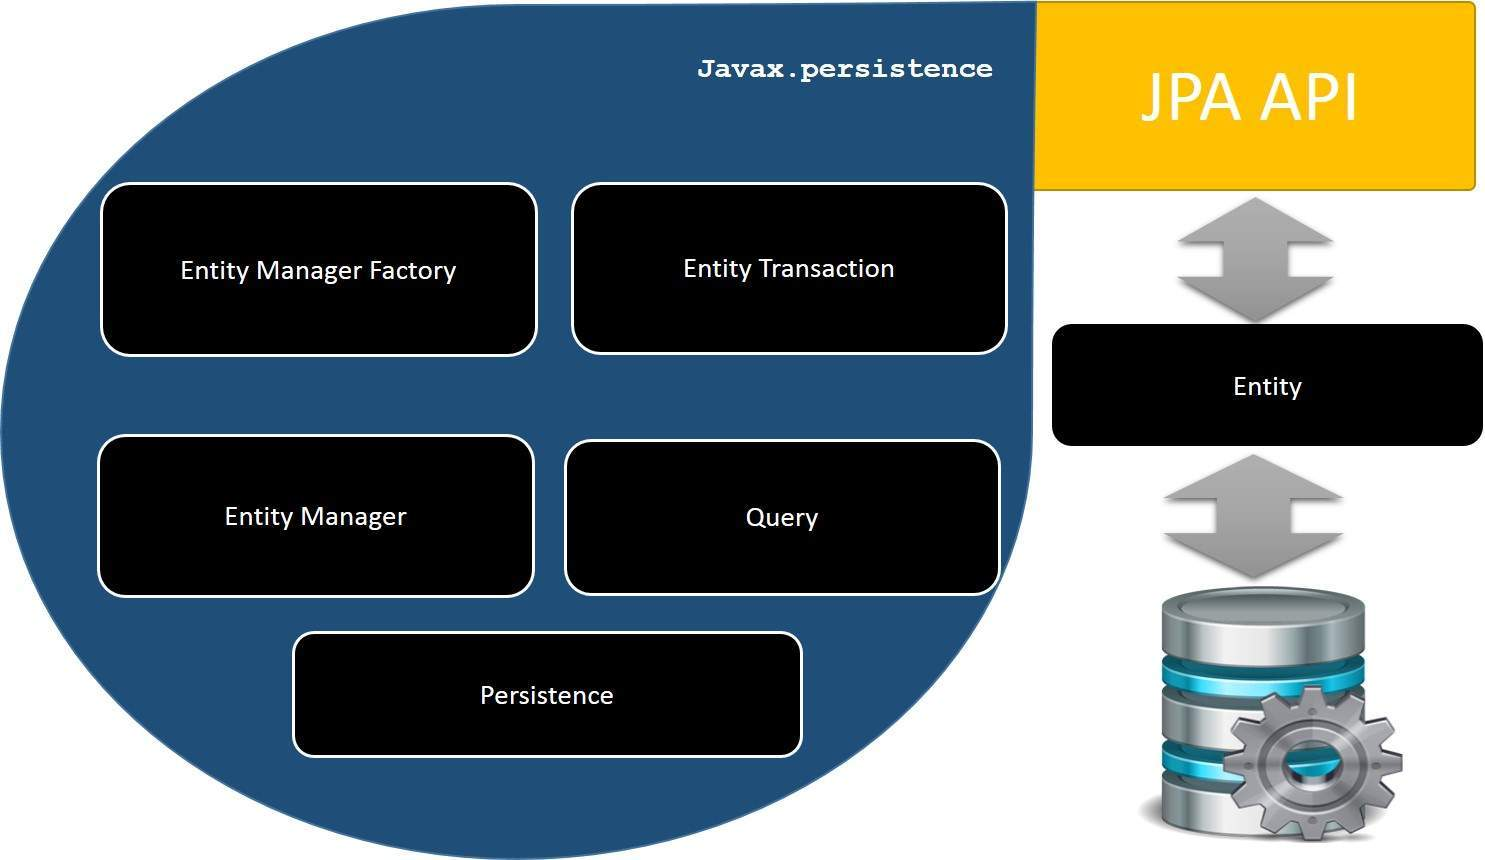 Javax.persistence
JPA API
Entity Manager Factory
Entity Transaction
Entity
Entity Manager
Query
Persistence